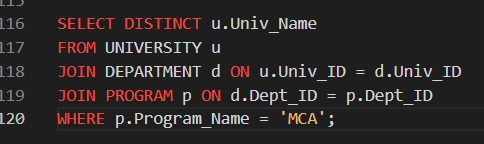 116 SELECT DISTINCT u.Univ_Name
117 FROM UNIVERSITY u
118 JOIN DEPARTMENT d ON u.Univ_ID = d.Univ_ID
119 JOIN PROGRAM p ON d.Dept_ID = p.Dept_ID
120 WHERE p.Program_Name = 'MCA';